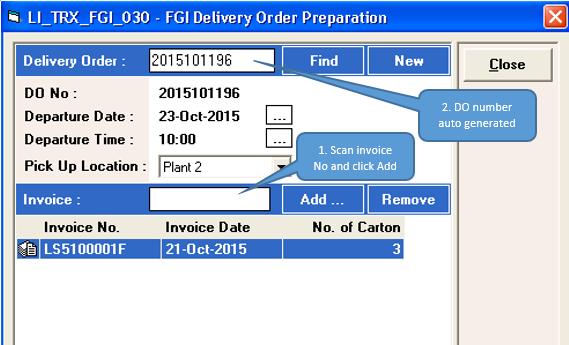 LI_TRX_FGI_030 - FGI Delivery Order Preparation
Delivery Order : 2015101196 Find New
Close
DO No : 2015101196
2. DO number
auto generated
Departure Date : 23-Oct-2015 ...
Departure Time : 10:00 ...
1. Scan invoice
No and click Add
Pick Up Location : Plant 2
Invoice : Add ... Remove
Invoice No. Invoice Date No. of Carton
LS5100001F 21-Oct-2015 3